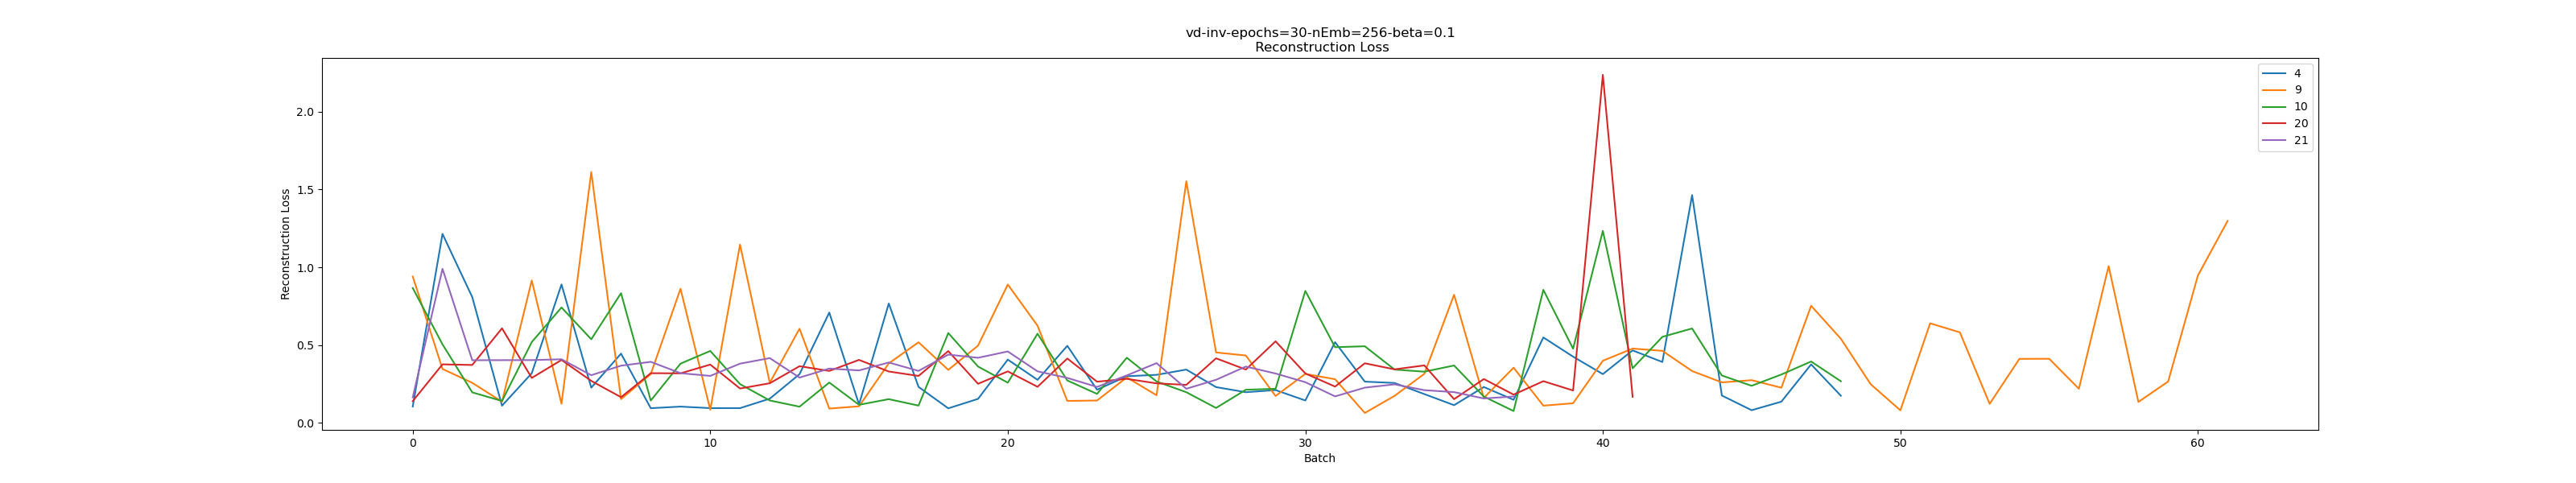 vd-inv-epochs=30-nEmb=256-beta=0.1
Reconstruction Loss
4
9
10
20
21
2.0
1.5
1.0
0.5
0.0
Reconstruction Loss
0 10 20 30 40 50 60
Batch